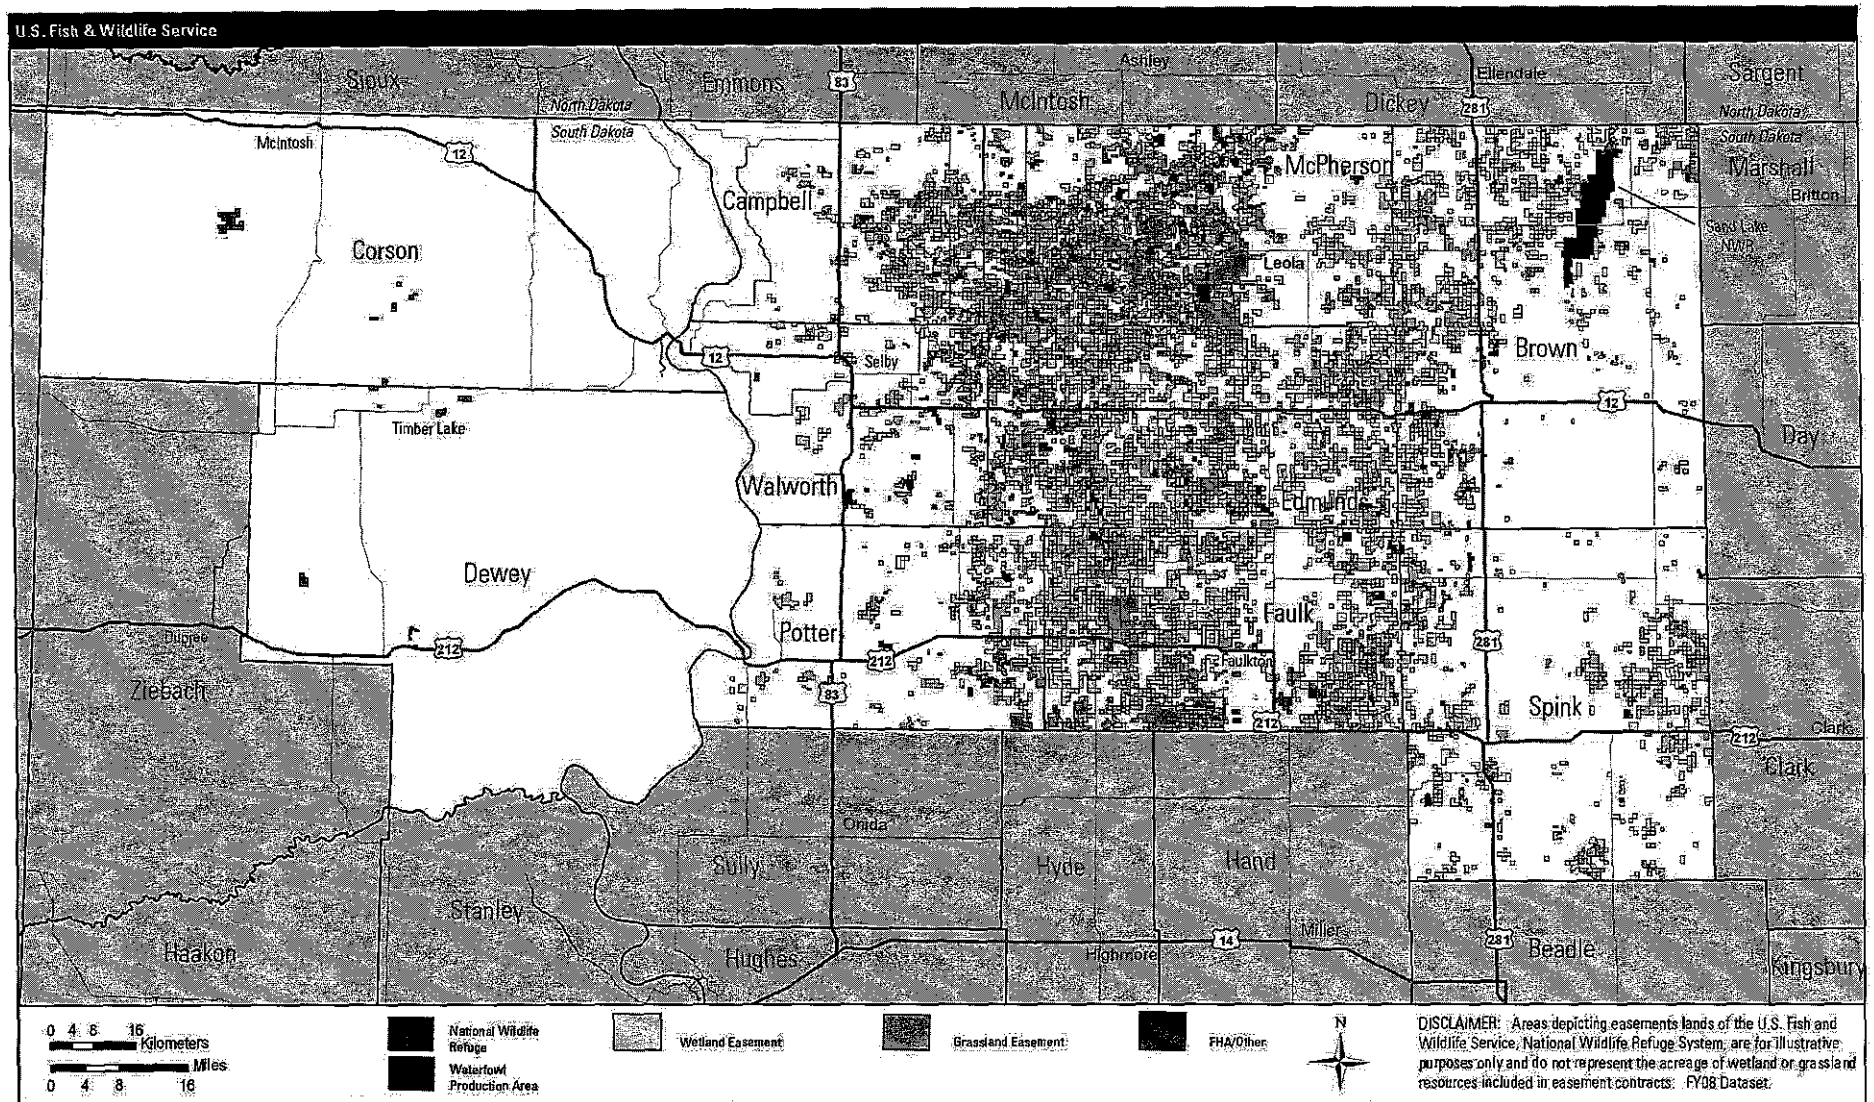 U.S. Fish & Wildlife Service
Sioux
Emmons
83
Ashley
McIntosh
Dickey
Ellendale
281
Sargent
North Dakota
South Dakota
North Dakota
South Dakota
McIntosh
12
Campbell
McPherson
Marshall
Britton
Sand Lake
NWR
Corson
Leola
12
Selby
Brown
12
Day
Timber Lake
Walworth
Edmunds
Dewey
Potter
Faulk
281
Dupree
212
212
Faulkton
Ziebach
83
212
Spink
212
Clark
Clark
Onida
Sully
Hyde
Hand
Stanley
Haakon
Hughes
Highmore
14
Miller
281
Beadle
Kingsbury
0 4 8 16
Kilometers
Miles
0 4 8 16
National Wildlife
Refuge
Waterfowl
Production Area
Wetland Easement
Grassland Easement
FHA/Other
N
DISCLAIMER: Areas depicting easements lands of the U.S. Fish and
Wildlife Service, National Wildlife Refuge System, are for illustrative
purposes only and do not represent the acreage of wetland or grassland
resources included in easement contracts. FY08 Dataset.